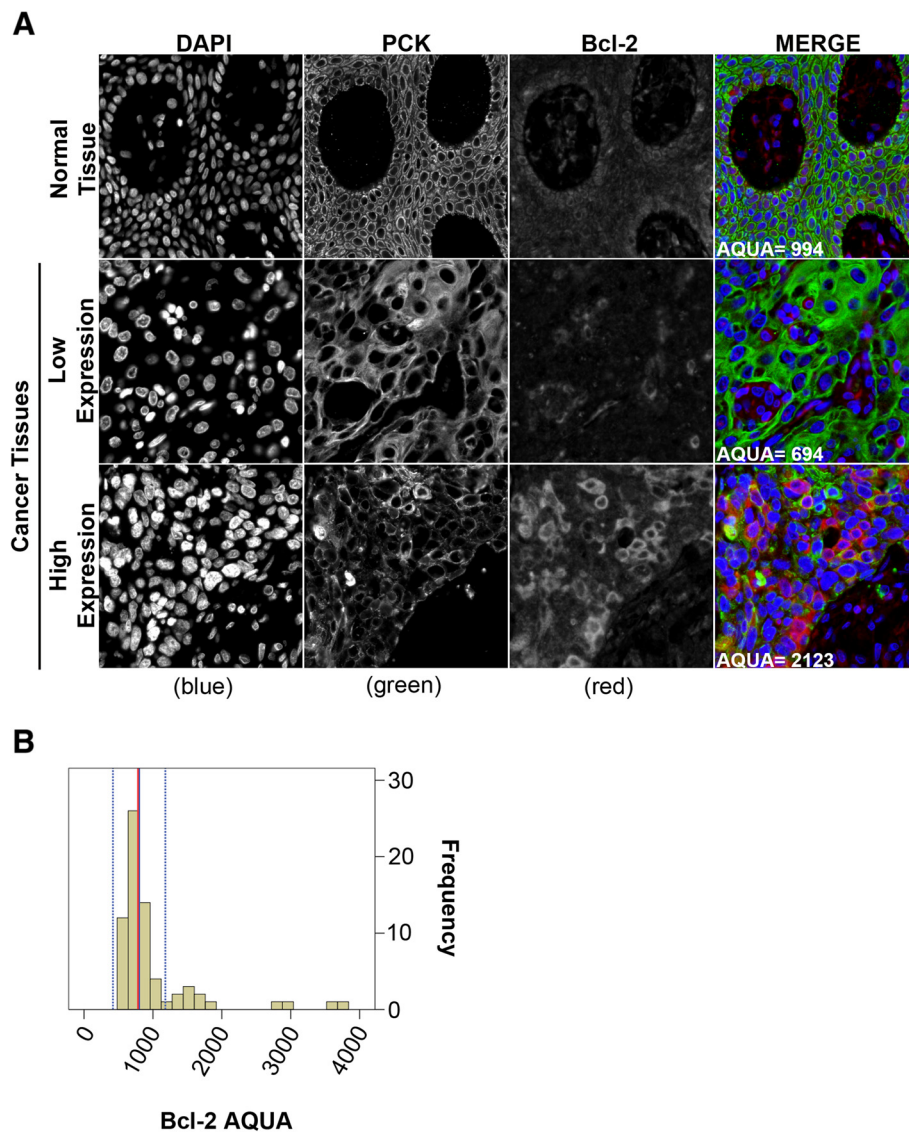 A
DAPI PCK Bcl-2 MERGE
Normal
Tissue
AQUA= 994
Cancer Tissues
Low
Expression
AQUA= 694
High
Expression
AQUA= 2123
(blue) (green) (red)
B
30
20
10
0
Frequency
0 1000 2000 3000 4000
Bcl-2 AQUA